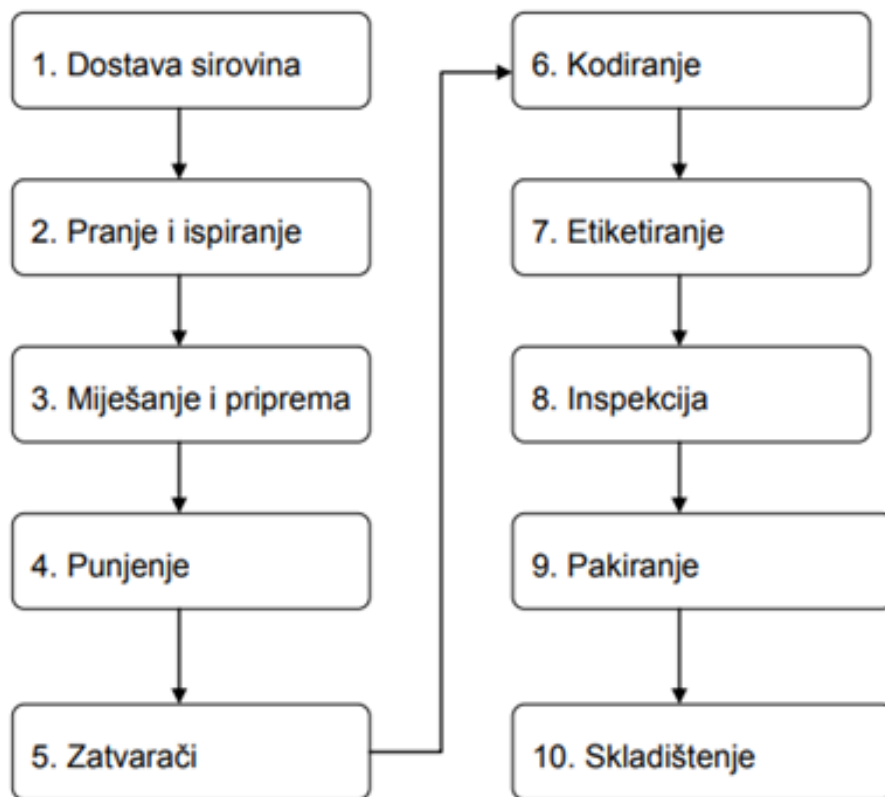 1. Dostava sirovina
2. Pranje i ispiranje
3. Miješanje i priprema
4. Punjenje
5. Zatvarači
6. Kodiranje
7. Etiketiranje
8. Inspekcija
9. Pakiranje
10. Skladištenje